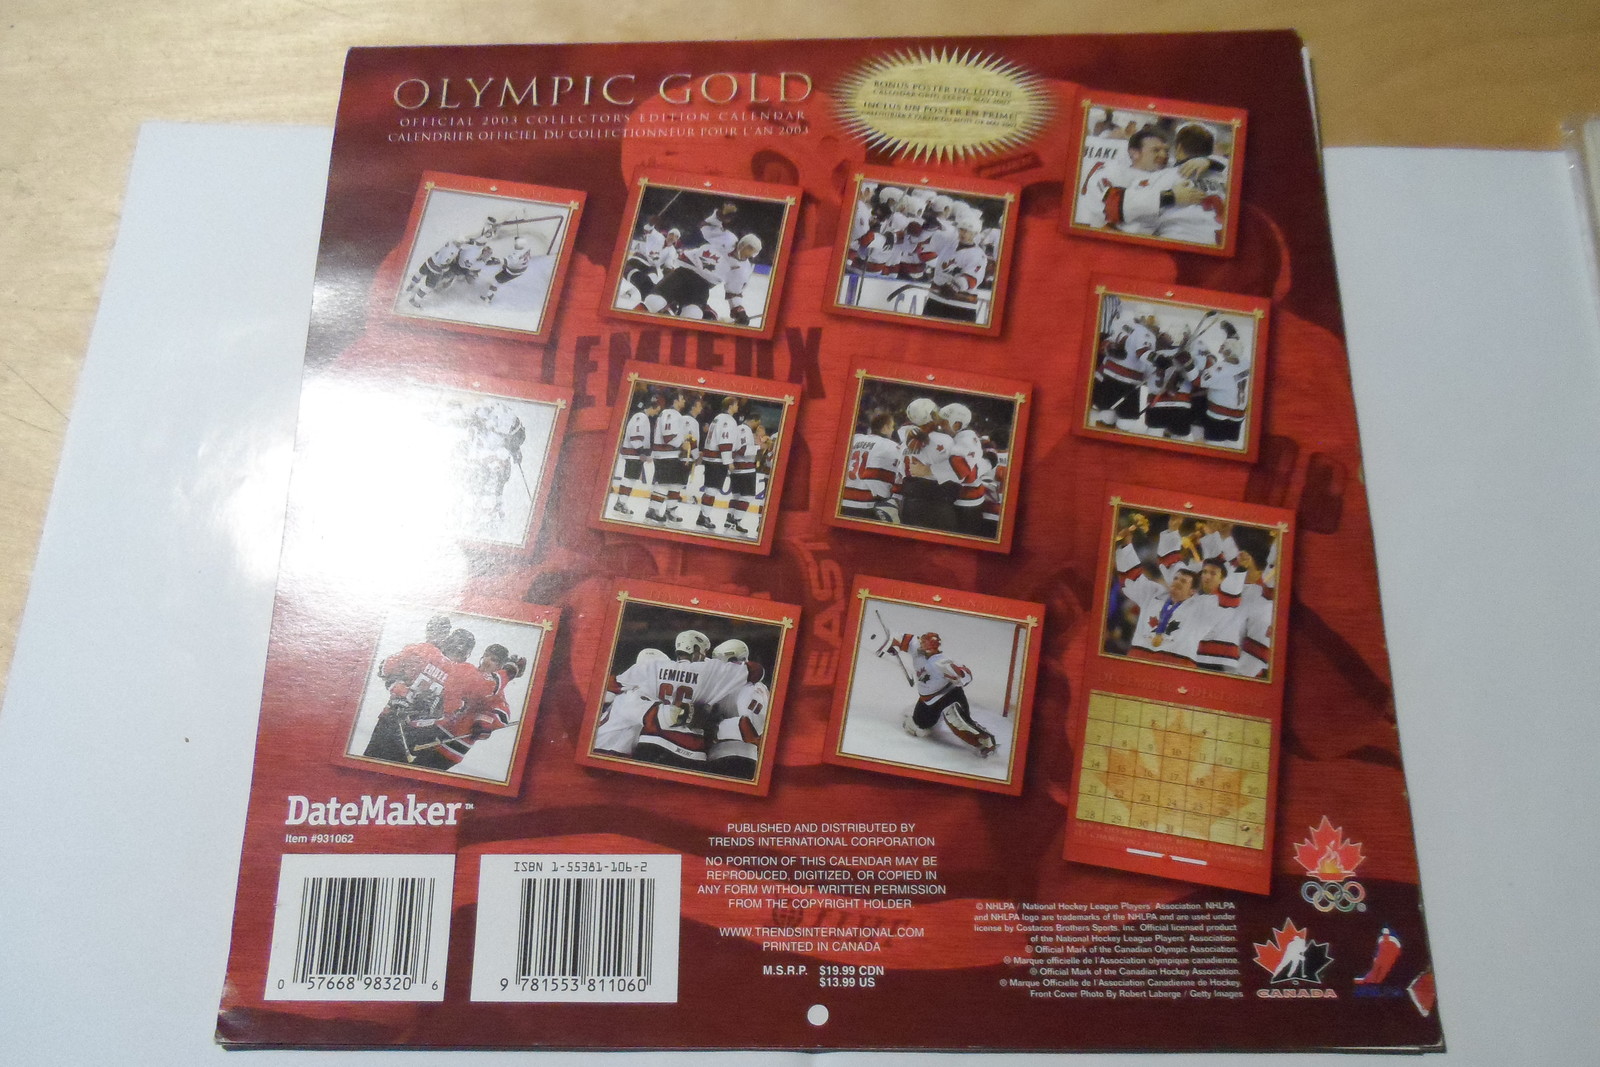 OLYMPIC GOLD
OFFICIAL 2003 COLLECTORS EDITION CALENDAR
CALENDRIER OFFICIEL DU COLLECTIONNEUR POUR L'AN 2003
BONUS POSTER INCLUDED!
INCLUS UN POSTER EN PRIME!
BLAKE
LEMIEUX
31
EAST
LEMIEUX
66
DateMaker™
Item #931062
0 57668 98320 6
ISBN 1-55381-106-2
9 781553 811060
PUBLISHED AND DISTRIBUTED BY
TRENDS INTERNATIONAL CORPORATION
NO PORTION OF THIS CALENDAR MAY BE
REPRODUCED, DIGITIZED, OR COPIED IN
ANY FORM WITHOUT WRITTEN PERMISSION
FROM THE COPYRIGHT HOLDER.
WWW.TRENDSINTERNATIONAL.COM
PRINTED IN CANADA
M.S.R.P. $19.99 CDN
$13.99 US
© NHLPA / National Hockey League Players' Association. NHLPA
and NHLPA logo are trademarks of the NHLPA and are used under
license by Costacos Brothers Sports, Inc. Official licensed product
of the National Hockey League Players' Association.
® Official Mark of the Canadian Olympic Association.
® Marque officielle de l'Association olympique canadienne.
® Official Mark of the Canadian Hockey Association.
® Marque Officielle de l'Association Canadienne de Hockey.
Front Cover Photo By Robert Laberge / Getty Images
CANADA